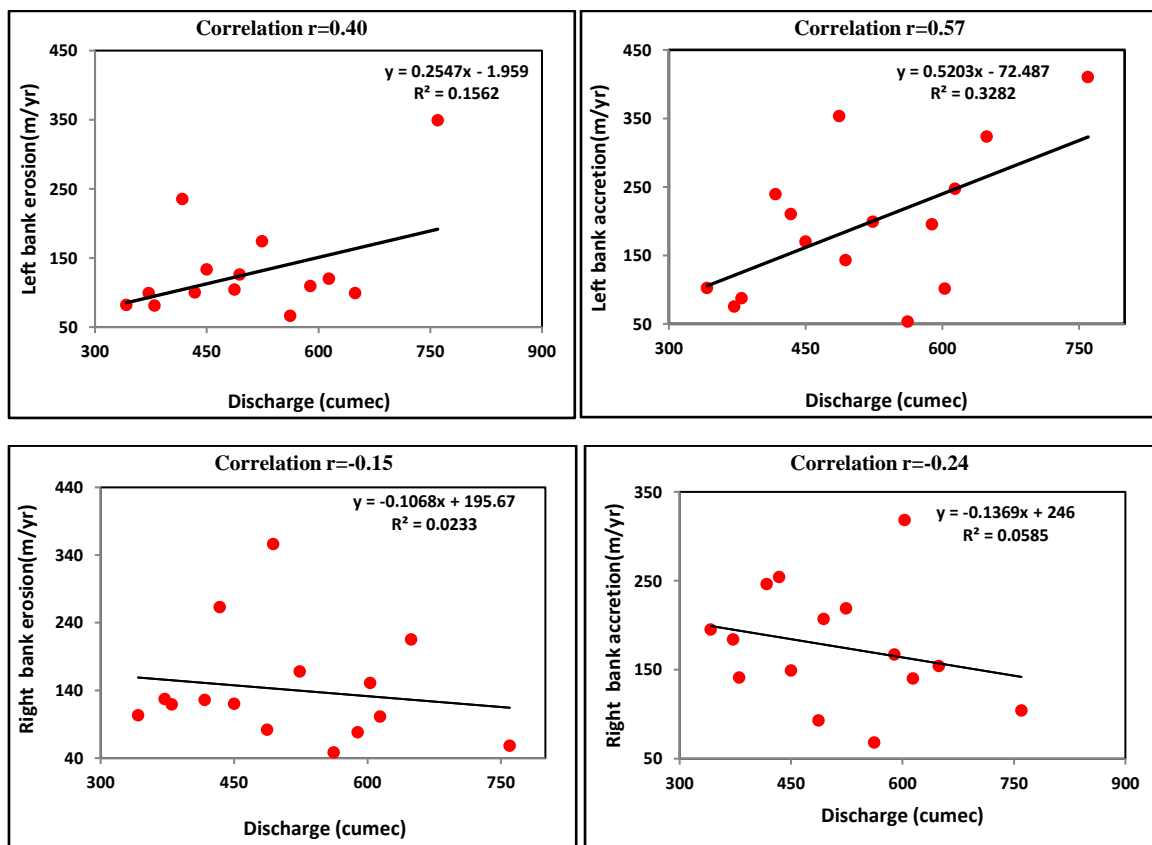 Correlation r=0.40
y = 0.2547x - 1.959
R² = 0.1562
Left bank erosion(m/yr)
450
350
250
150
50
300 450 600 750 900
Discharge (cumec)
Correlation r=0.57
y = 0.5203x - 72.487
R² = 0.3282
Left bank accretion(m/yr)
450
350
250
150
50
300 450 600 750
Discharge (cumec)
Correlation r=-0.15
y = -0.1068x + 195.67
R² = 0.0233
Right bank erosion(m/yr)
440
340
240
140
40
300 450 600 750
Discharge (cumec)
Correlation r=-0.24
y = -0.1369x + 246
R² = 0.0585
Right bank accretion(m/yr)
350
250
150
50
300 450 600 750 900
Discharge (cumec)